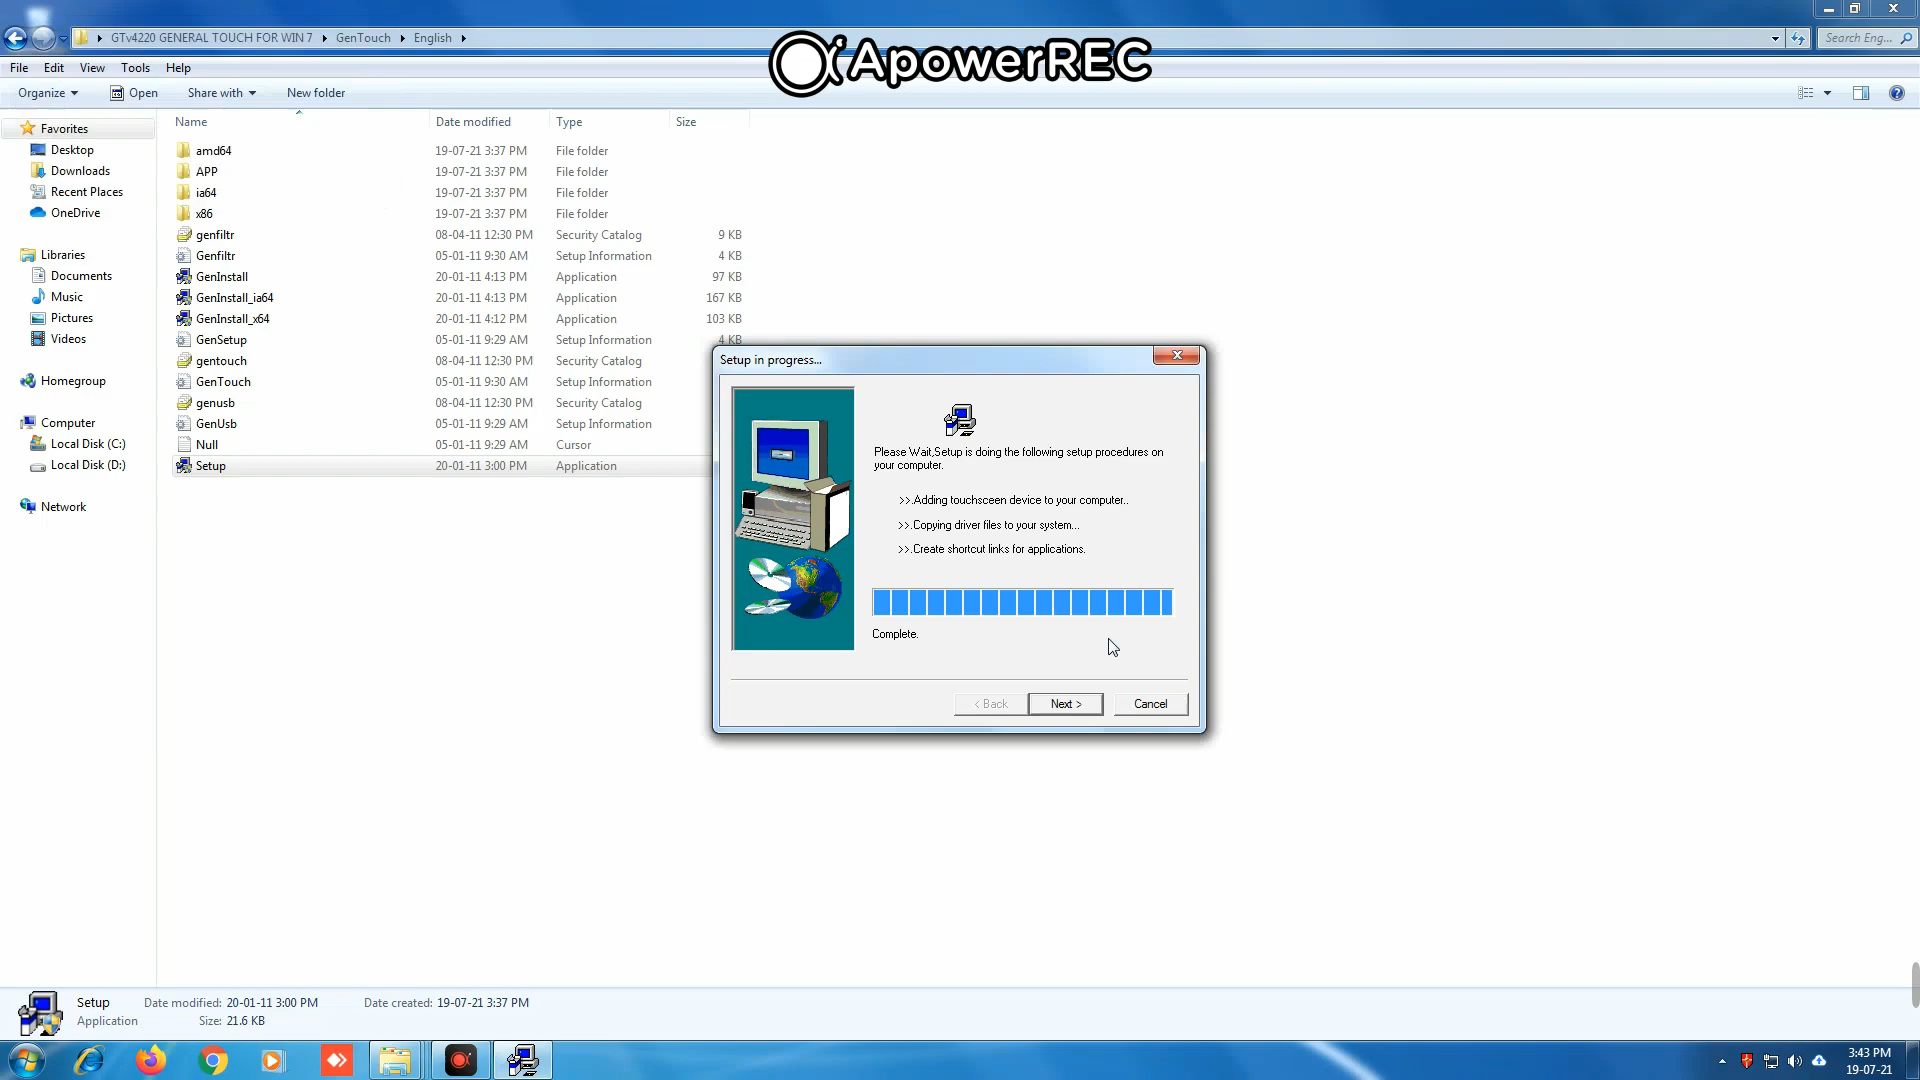 GTv4220 GENERAL TOUCH FOR WIN 7 GenTouch English
Search Eng...
ApowerREC
File Edit View Tools Help
Organize Open Share with New folder
Name Date modified Type Size
Favorites
Desktop
Downloads
Recent Places
OneDrive
Libraries
Documents
Music
Pictures
Videos
Homegroup
Computer
Local Disk (C:)
Local Disk (D:)
Network
amd64 19-07-21 3:37 PM File folder
APP 19-07-21 3:37 PM File folder
ia64 19-07-21 3:37 PM File folder
x86 19-07-21 3:37 PM File folder
genfiltr 08-04-11 12:30 PM Security Catalog 9 KB
Genfiltr 05-01-11 9:30 AM Setup Information 4 KB
GenInstall 20-01-11 4:13 PM Application 97 KB
GenInstall_ia64 20-01-11 4:13 PM Application 167 KB
GenInstall_x64 20-01-11 4:12 PM Application 103 KB
GenSetup 05-01-11 9:29 AM Setup Information 4 KB
gentouch 08-04-11 12:30 PM Security Catalog
GenTouch 05-01-11 9:30 AM Setup Information
genusb 08-04-11 12:30 PM Security Catalog
GenUsb 05-01-11 9:29 AM Setup Information
Null 05-01-11 9:29 AM Cursor
Setup 20-01-11 3:00 PM Application
Setup in progress...
Please Wait,Setup is doing the following setup procedures on
your computer.
>>.Adding touchsceen device to your computer..
>>.Copying driver files to your system...
>>.Create shortcut links for applications.
Complete.
< Back Next > Cancel
Setup Date modified: 20-01-11 3:00 PM Date created: 19-07-21 3:37 PM
Application Size: 21.6 KB
3:43 PM
19-07-21